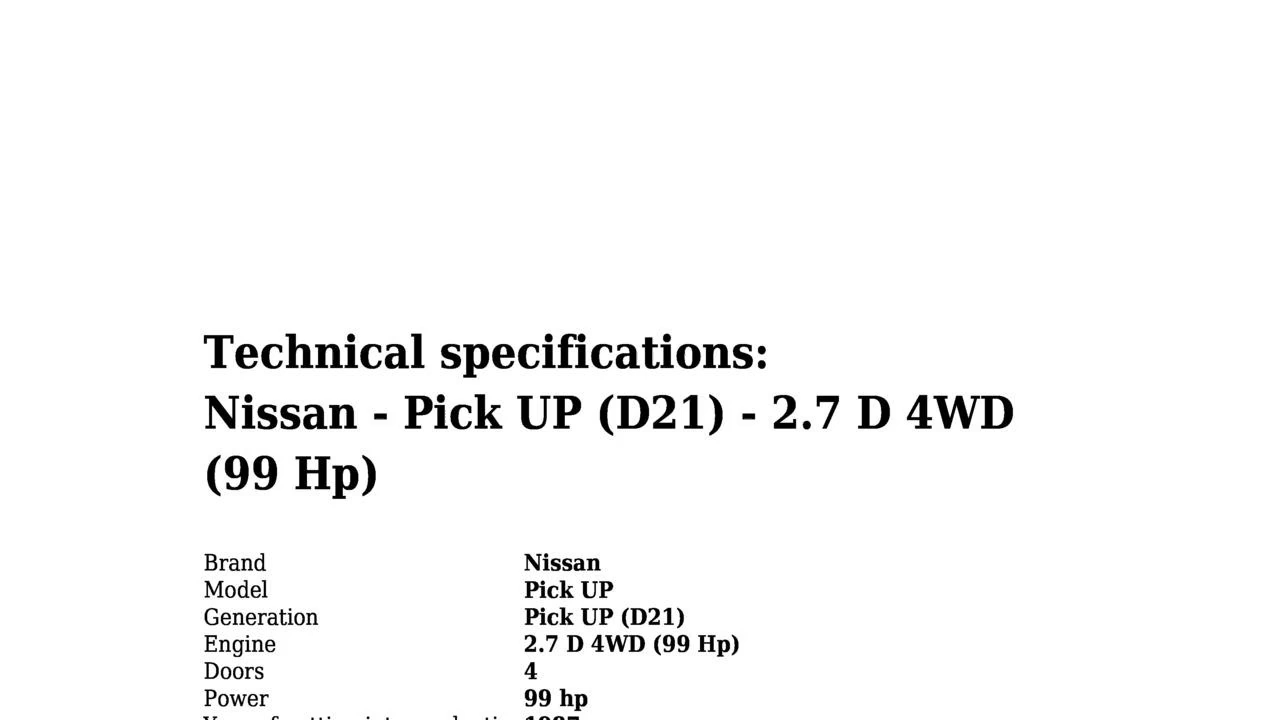 Technical specifications:
Nissan - Pick UP (D21) - 2.7 D 4WD
(99 Hp)
Brand Nissan
Model Pick UP
Generation Pick UP (D21)
Engine 2.7 D 4WD (99 Hp)
Doors 4
Power 99 hp